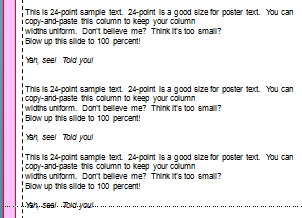 This is 24-point sample text.  24-point is a good size for poster text.  You can
copy-and-paste this column to keep your column
widths uniform.  Don't believe me?  Think it's too small?
Blow up this slide to 100 percent!
Yah, see!  Told you!
This is 24-point sample text.  24-point is a good size for poster text.  You can
copy-and-paste this column to keep your column
widths uniform.  Don't believe me?  Think it's too small?
Blow up this slide to 100 percent!
Yah, see!  Told you!
This is 24-point sample text.  24-point is a good size for poster text.  You can
copy-and-paste this column to keep your column
widths uniform.  Don't believe me?  Think it's too small?
Blow up this slide to 100 percent!
Yah, see!  Told you!